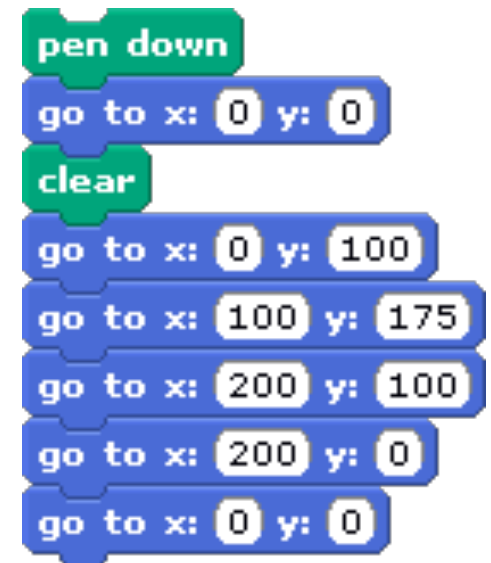 pen down
go to x: 0 y: 0
clear
go to x: 0 y: 100
go to x: 100 y: 175
go to x: 200 y: 100
go to x: 200 y: 0
go to x: 0 y: 0